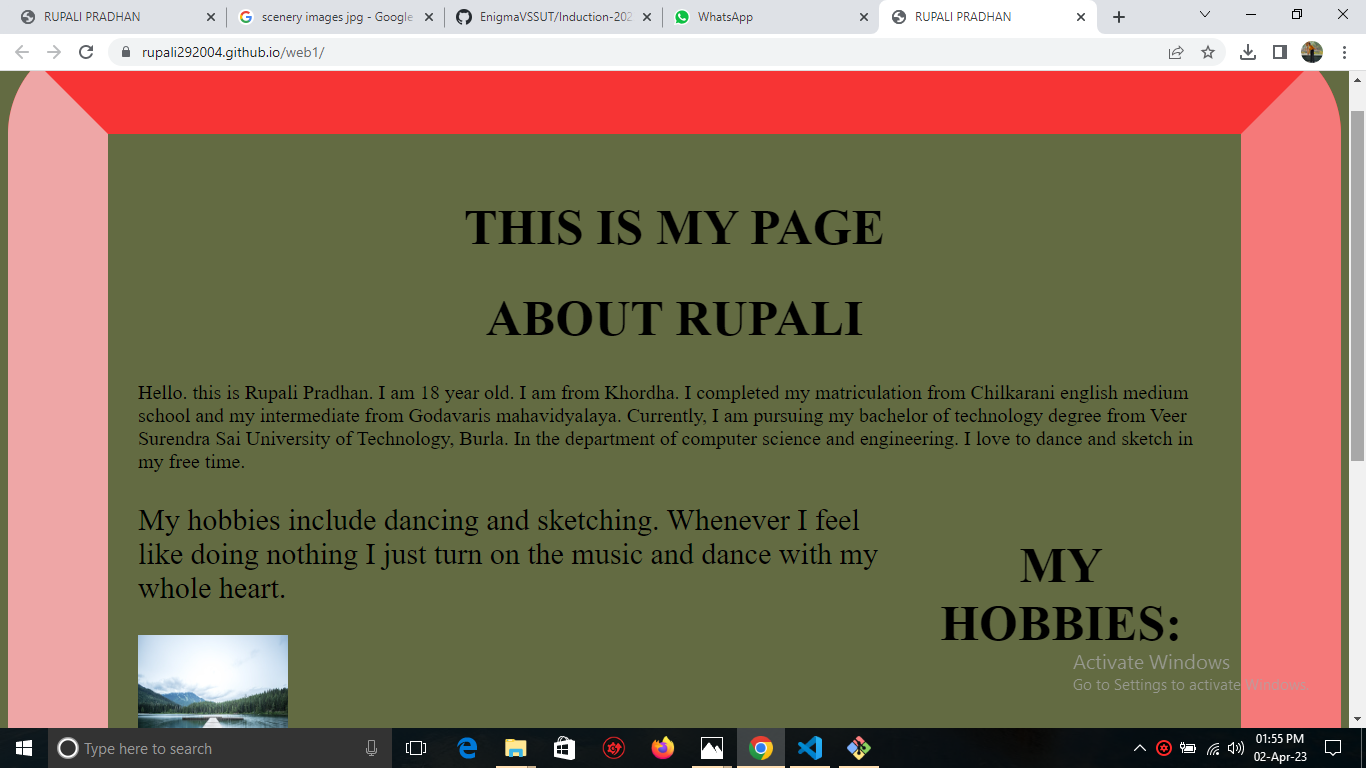 RUPALI PRADHAN
scenery images jpg - Google
EnigmaVSSUT/Induction-202
WhatsApp
RUPALI PRADHAN
rupali292004.github.io/web1/
THIS IS MY PAGE
ABOUT RUPALI
Hello. this is Rupali Pradhan. I am 18 year old. I am from Khordha. I completed my matriculation from Chilkarani english medium
school and my intermediate from Godavaris mahavidyalaya. Currently, I am pursuing my bachelor of technology degree from Veer
Surendra Sai University of Technology, Burla. In the department of computer science and engineering. I love to dance and sketch in
my free time.
My hobbies include dancing and sketching. Whenever I feel
like doing nothing I just turn on the music and dance with my
whole heart.
MY
HOBBIES:
Activate Windows
Go to Settings to activate Windows.
Type here to search
01:55 PM
02-Apr-23